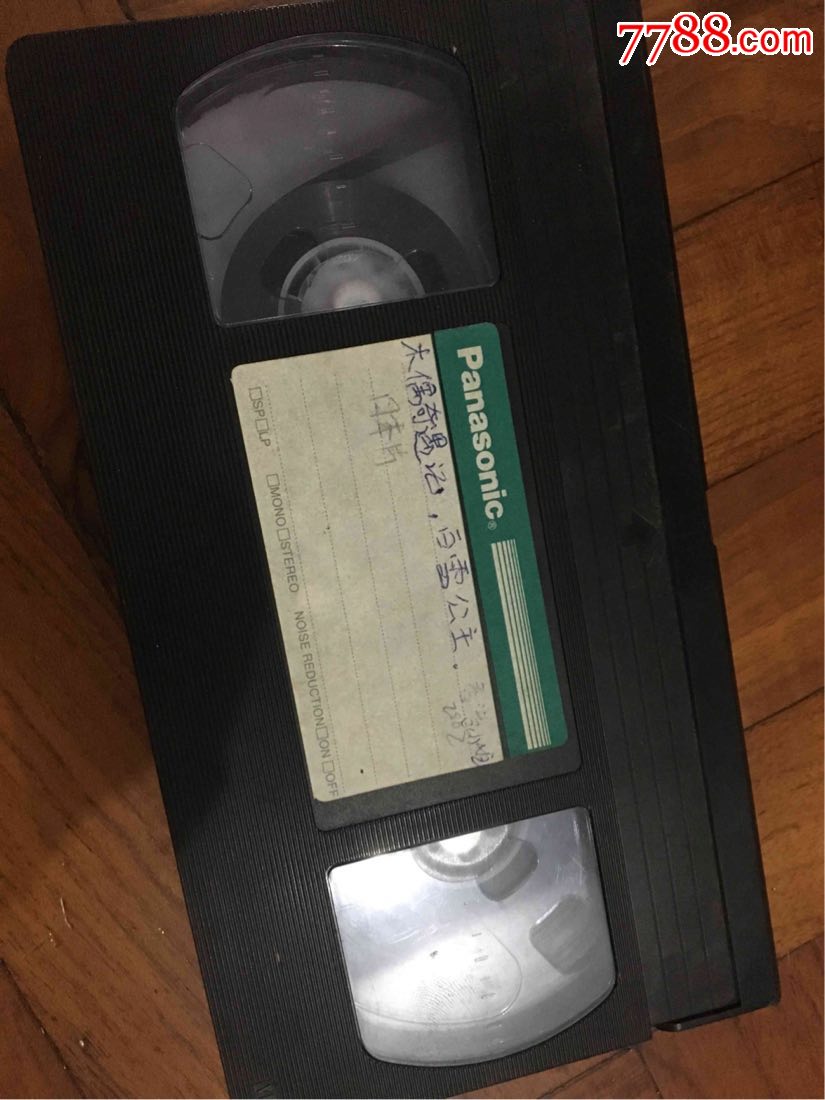 7788.com
Panasonic®
木偶奇遇记，白雪公主.
日本片
□SP□LP □MONO□STEREO NOISE REDUCTION□ON □OFF